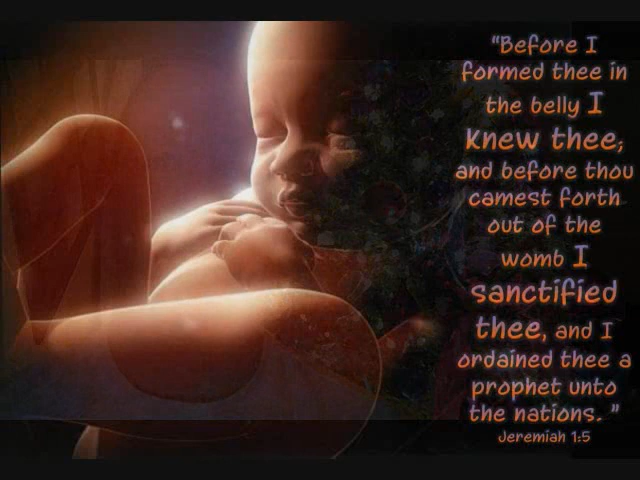 "Before I
formed thee in
the belly I
knew thee;
and before thou
camest forth
out of the
womb I
sanctified
thee, and I
ordained thee a
prophet unto
the nations. "
Jeremiah 1:5